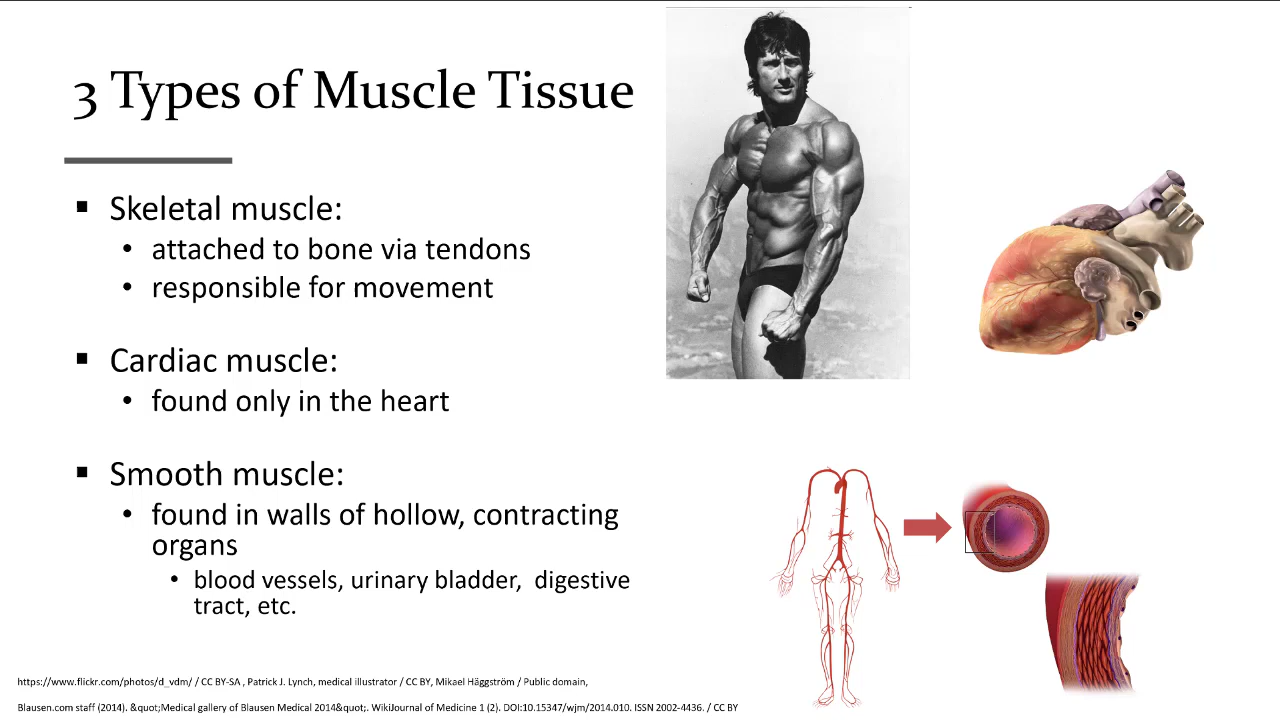 3 Types of Muscle Tissue
▪ Skeletal muscle:
• attached to bone via tendons
• responsible for movement
▪ Cardiac muscle:
• found only in the heart
▪ Smooth muscle:
• found in walls of hollow, contracting
organs
• blood vessels, urinary bladder, digestive
tract, etc.
https://www.flickr.com/photos/d_vdm/ / CC BY-SA , Patrick J. Lynch, medical illustrator / CC BY, Mikael Häggström / Public domain,
Blausen.com staff (2014). &quot;Medical gallery of Blausen Medical 2014&quot;. WikiJournal of Medicine 1 (2). DOI:10.15347/wjm/2014.010. ISSN 2002-4436. / CC BY